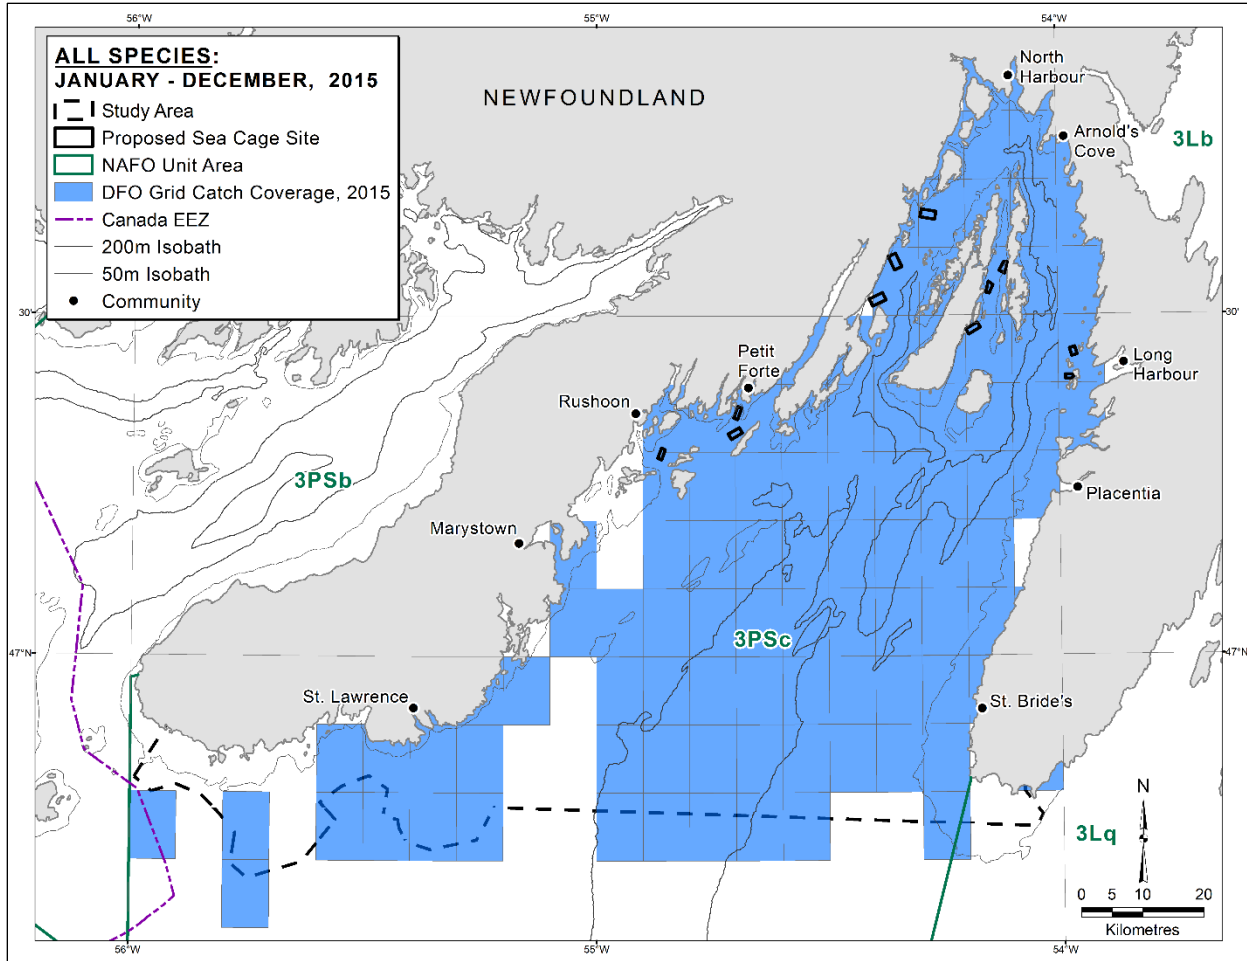 56°W
55°W
54°W
ALL SPECIES:
JANUARY - DECEMBER, 2015
Study Area
Proposed Sea Cage Site
NAFO Unit Area
DFO Grid Catch Coverage, 2015
Canada EEZ
200m Isobath
50m Isobath
Community
NEWFOUNDLAND
North
Harbour
Arnold's
Cove
3Lb
30'
30'
Long
Harbour
Petit
Forte
Rushoon
3PSb
Placentia
Marystown
47°N
3PSc
47°N
St. Lawrence
St. Bride's
N
3Lq
0 5 10 20
Kilometres
56°W
55°W
54°W